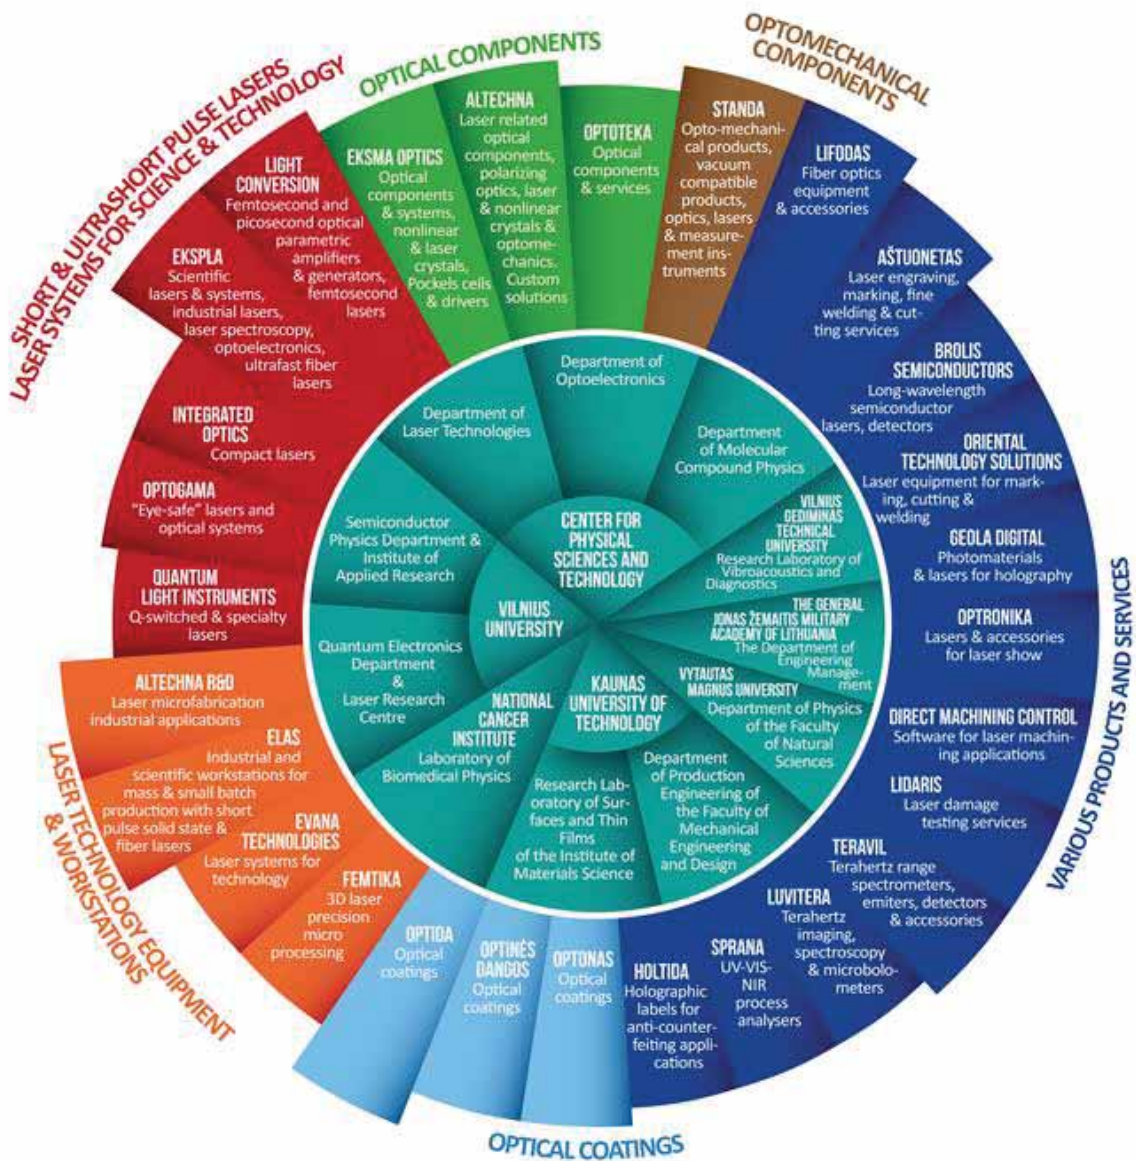 SHORT & ULTRASHORT PULSE LASERS
LASER SYSTEMS FOR SCIENCE & TECHNOLOGY
OPTICAL COMPONENTS
OPTOMECHANICAL
COMPONENTS
VARIOUS PRODUCTS AND SERVICES
OPTICAL COATINGS
LASER TECHNOLOGY EQUIPMENT
& WORKSTATIONS
EKSMA OPTICS
Optical
components
& systems,
nonlinear
& laser
crystals,
Pockels cells
& drivers
ALTECHNA
Laser related
optical
components,
polarizing
optics, laser
& nonlinear
crystals &
optome-
chanics.
Custom
solutions
OPTOTEKA
Optical
components
& services
STANDA
Opto-mechani-
cal products,
vacuum
compatible
products,
optics, lasers
& measure-
ment ins-
truments
LIFODAS
Fiber optics
equipment
& accessories
AŠTUONETAS
Laser engraving,
marking, fine
welding & cut-
ting services
BROLIS
SEMICONDUCTORS
Long-wavelength
semiconductor
lasers, detectors
ORIENTAL
TECHNOLOGY SOLUTIONS
Laser equipment for mark-
ing, cutting &
welding
GEOLA DIGITAL
Photomaterials
& lasers for holography
OPTRONIKA
Lasers & accessories
for laser show
DIRECT MACHINING CONTROL
Software for laser machin-
ing applications
LIDARIS
Laser damage
testing services
TERAVIL
Terahertz range
spectrometers,
emiters, detectors
& accessories
LUVITERA
Terahertz
imaging,
spectroscopy
& microbolo-
meters
SPRANA
UV-VIS-
NIR
process
analysers
HOLTIDA
Holographic
labels for
anti-counter-
feiting appli-
cations
OPTONAS
Optical
coatings
OPTINĖS
DANGOS
Optical
coatings
OPTIDA
Optical
coatings
FEMTIKA
3D laser
precision
micro
processing
EVANA
TECHNOLOGIES
Laser systems for
technology
ELAS
Industrial and
scientific workstations for
mass & small batch
production with short
pulse solid state &
fiber lasers
ALTECHNA R&D
Laser microfabrication
industrial applications
QUANTUM
LIGHT INSTRUMENTS
Q-switched & specialty
lasers
OPTOGAMA
"Eye-safe" lasers and
optical systems
INTEGRATED
OPTICS
Compact lasers
EKSPLA
Scientific
lasers & systems,
industrial lasers,
laser spectroscopy,
optoelectronics,
ultrafast fiber
lasers
LIGHT
CONVERSION
Femtosecond and
picosecond optical
parametric
amplifiers
& generators,
femtosecond
lasers
CENTER FOR
PHYSICAL
SCIENCES AND
TECHNOLOGY
Department of
Laser Technologies
Department of
Optoelectronics
Department
of Molecular
Compound Physics
Semiconductor
Physics Department &
Institute of
Applied Research
VILNIUS
UNIVERSITY
Quantum Electronics
Department
&
Laser Research
Centre
VILNIUS
GEDIMINAS
TECHNICAL
UNIVERSITY
Research Laboratory of
Vibroacoustics and
Diagnostics
THE GENERAL
JONAS ŽEMAITIS MILITARY
ACADEMY OF LITHUANIA
The Department of
Engineering
Manage-
ment
VYTAUTAS
MAGNUS UNIVERSITY
Department of Physics
of the Faculty
of Natural
Sciences
KAUNAS
UNIVERSITY OF
TECHNOLOGY
Department
of Production
Engineering of
the Faculty of
Mechanical
Engineering
and Design
Research Lab-
oratory of Sur-
faces and Thin
Films
of the Institute of
Materials Science
NATIONAL
CANCER
INSTITUTE
Laboratory of
Biomedical Physics